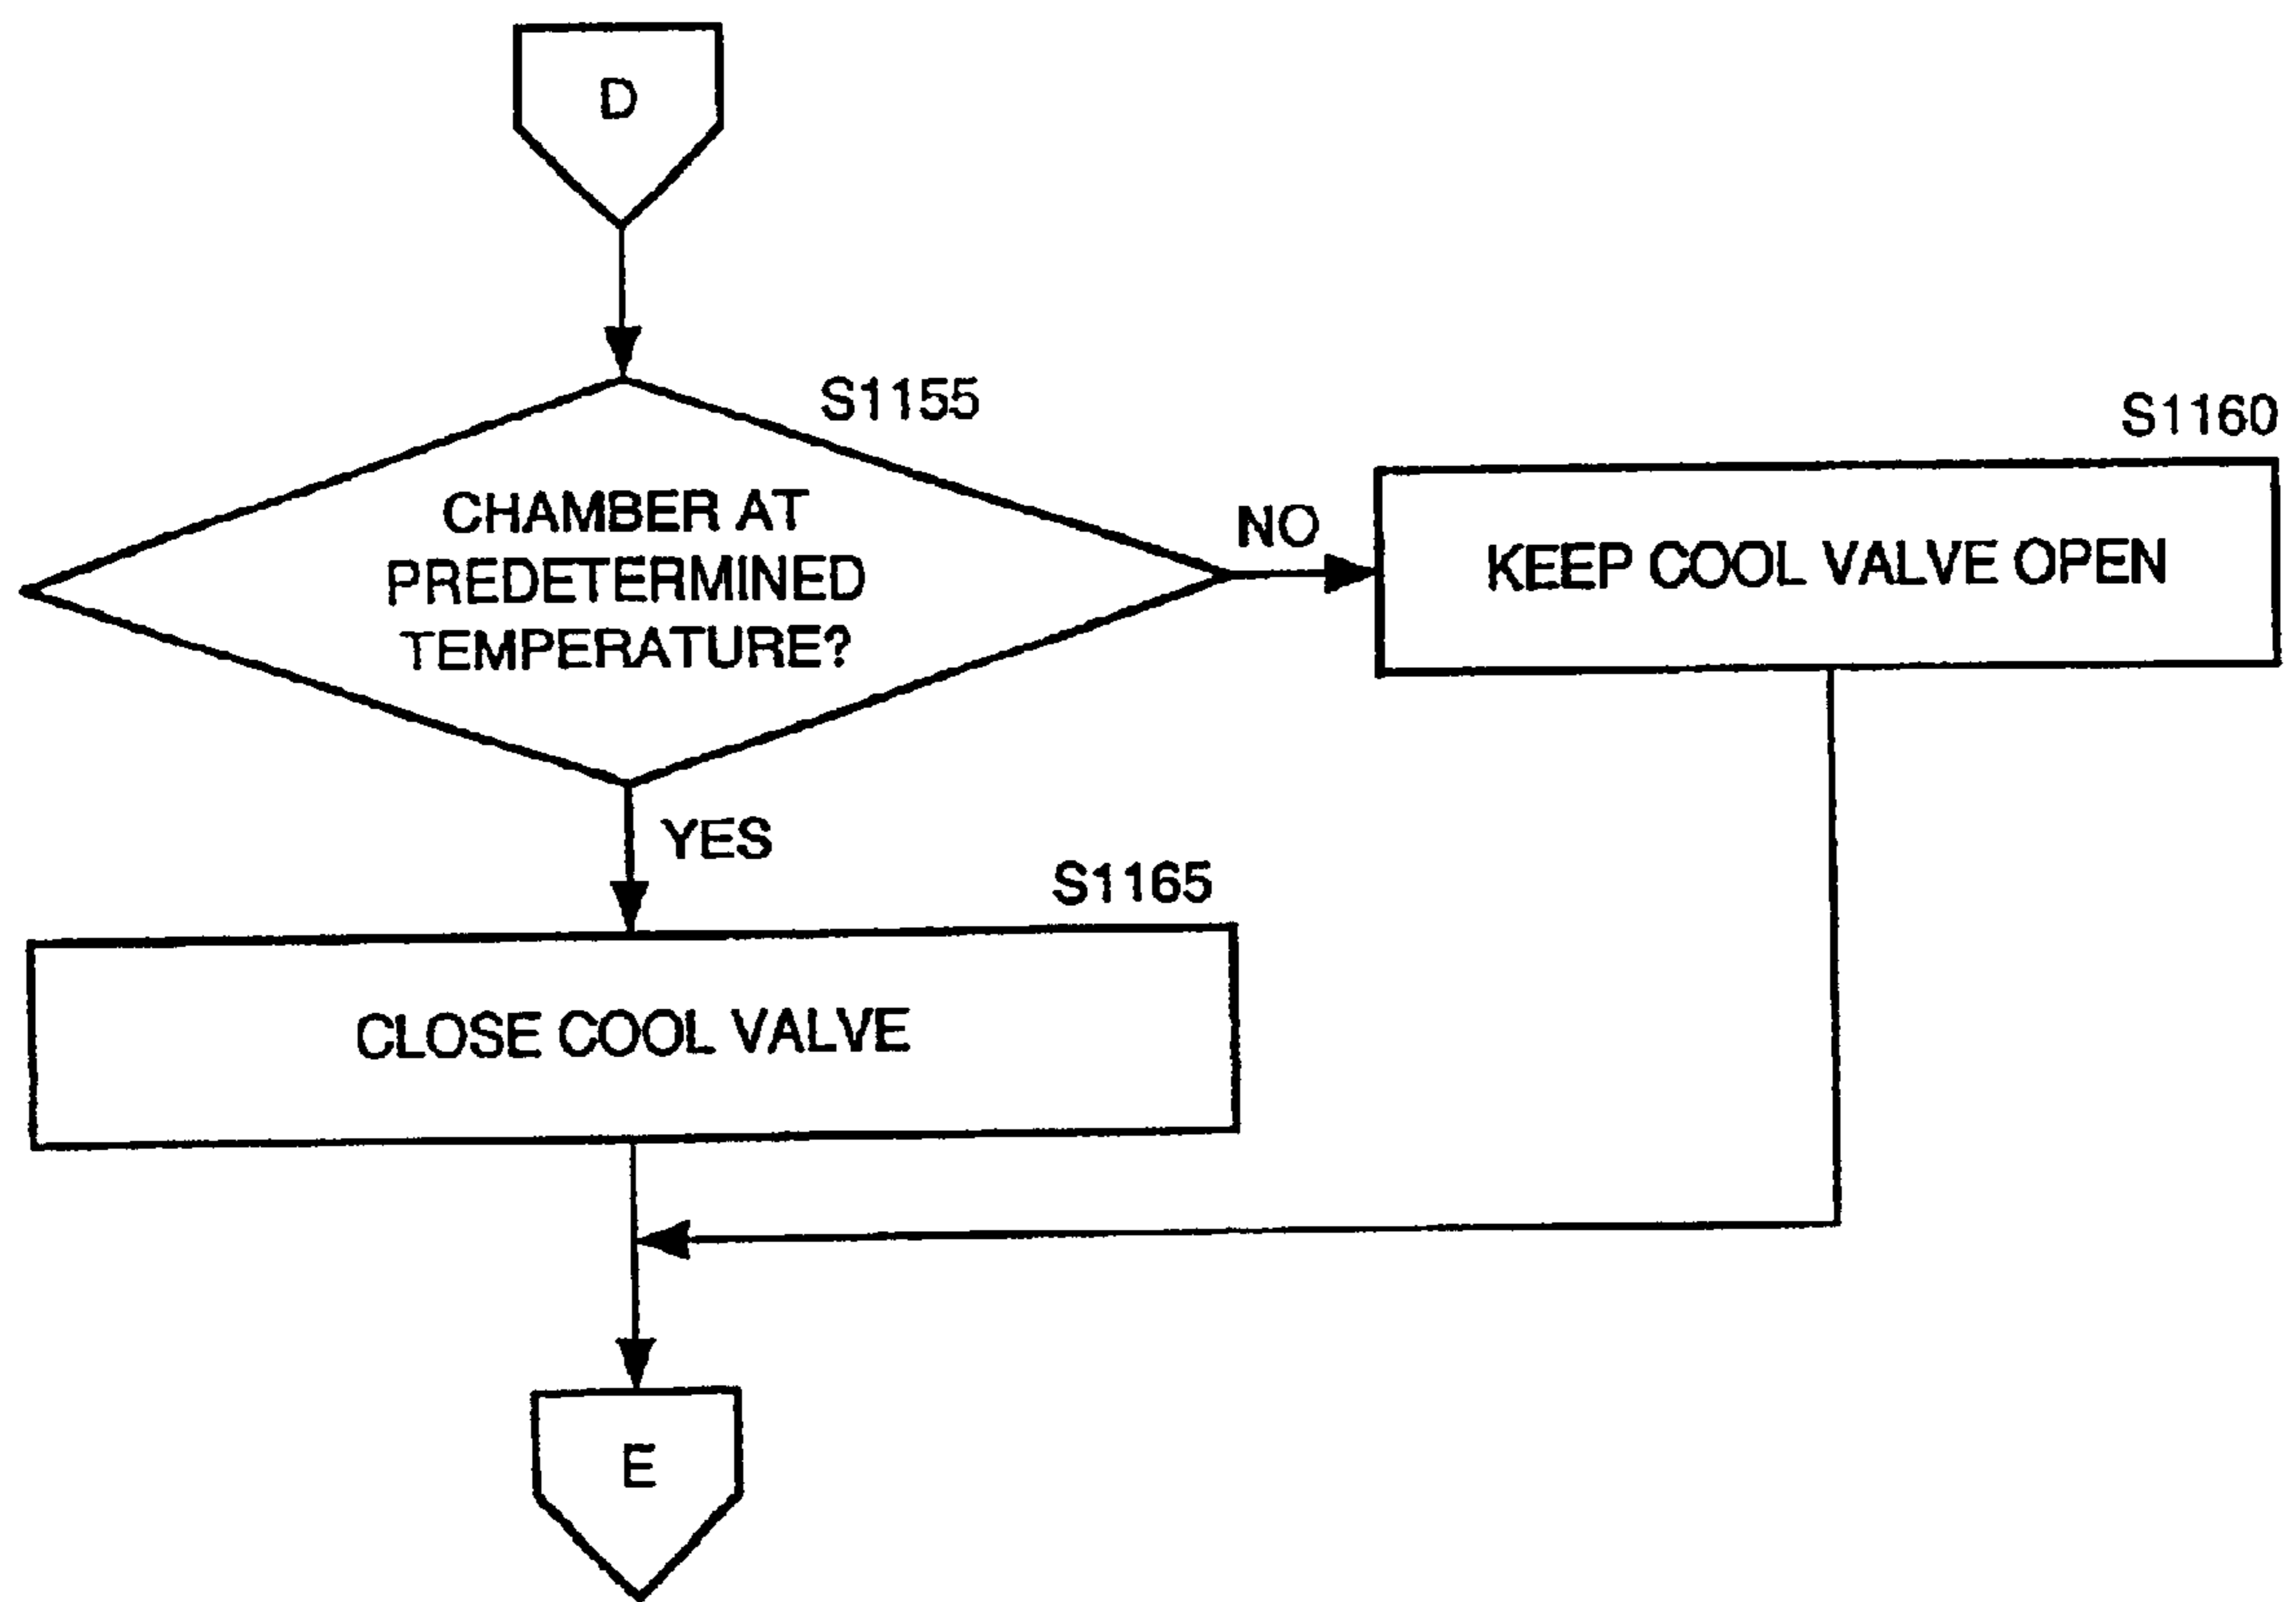 D
S1155
CHAMBER AT
PREDETERMINED
TEMPERATURE?
NO
S1160
KEEP COOL VALVE OPEN
YES
S1165
CLOSE COOL VALVE
E